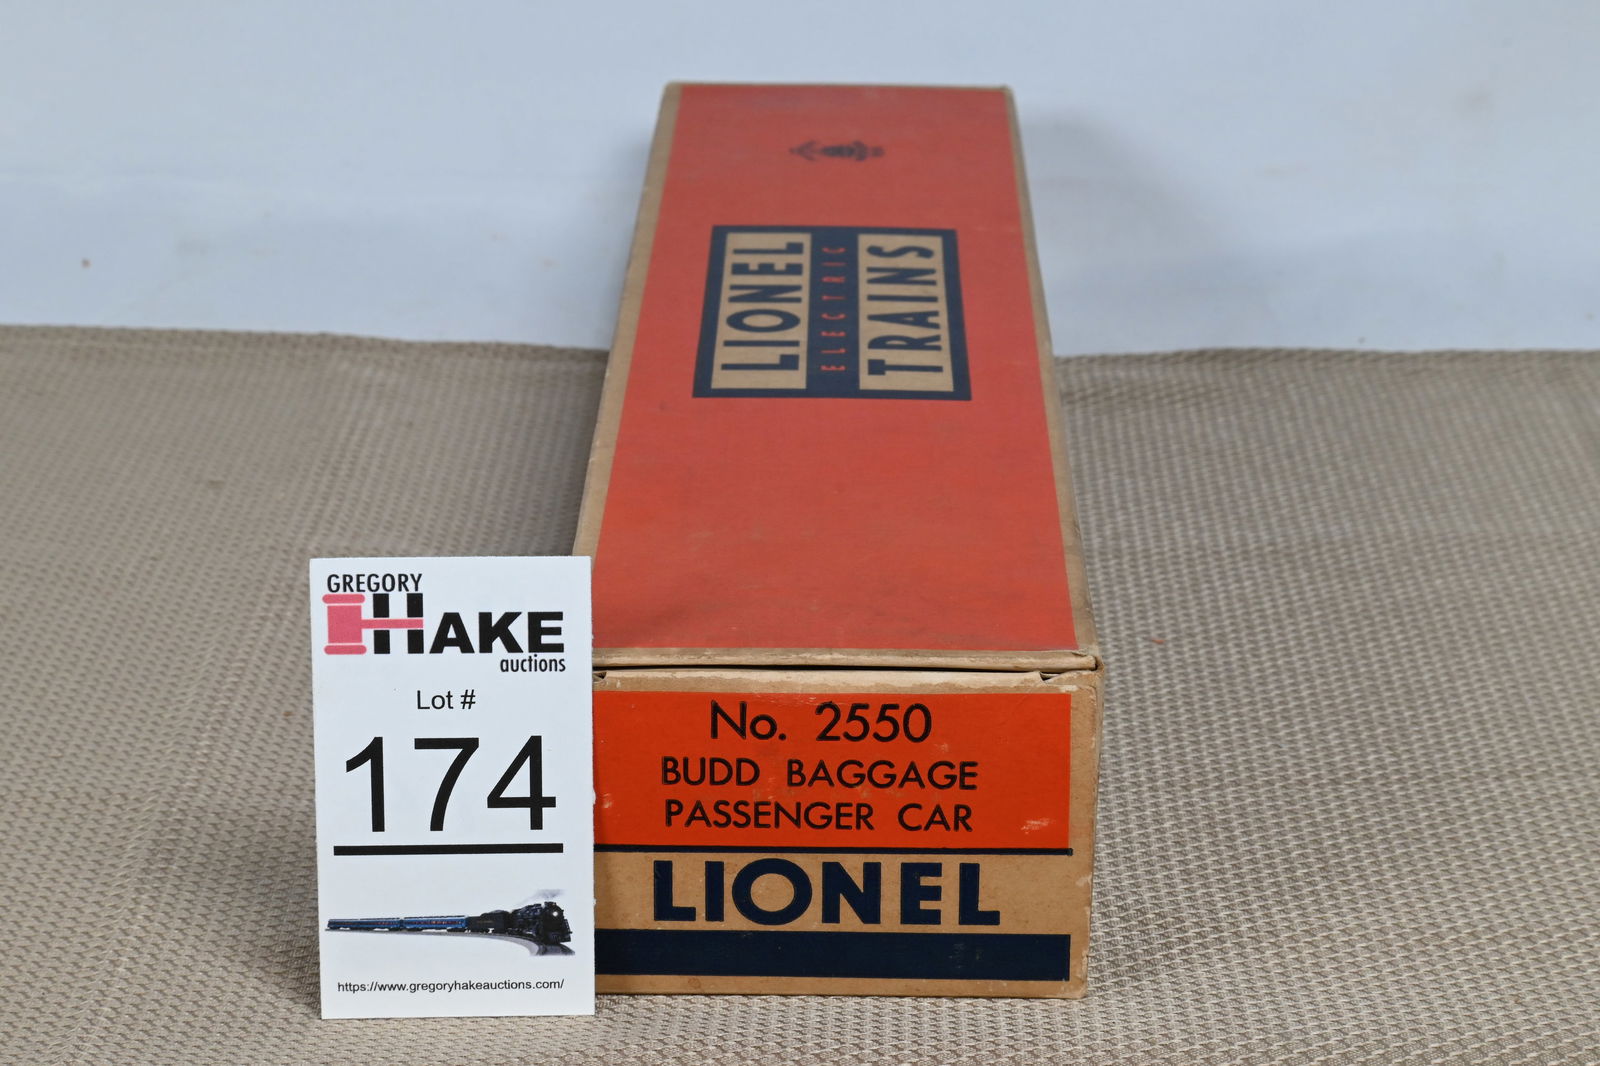 LIONEL
ELECTRIC
TRAINS
GREGORY
HAKE
auctions
Lot #
174
https://www.gregoryhakeauctions.com/
No. 2550
BUDD BAGGAGE
PASSENGER CAR
LIONEL